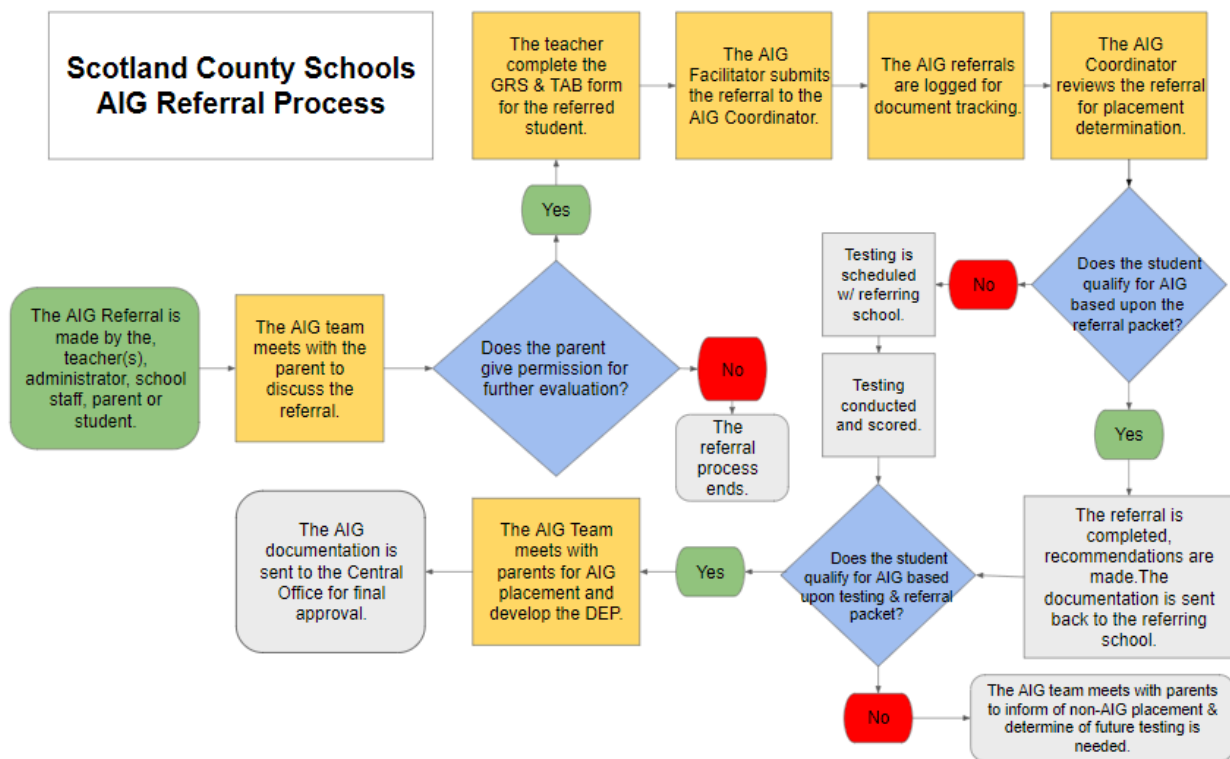 Scotland County Schools
AIG Referral Process
The teacher
complete the
GRS & TAB form
for the referred
student.
The AIG
Facilitator submits
the referral to the
AIG Coordinator.
The AIG referrals
are logged for
document tracking.
The AIG
Coordinator
reviews the referral
for placement
determination.
Yes
The AIG Referral is
made by the,
teacher(s),
administrator, school
staff, parent or
student.
The AIG team
meets with the
parent to
discuss the
referral.
Does the parent
give permission for
further evaluation?
No
The
referral
process
ends.
Does the student
qualify for AIG
based upon the
referral packet?
No
Testing is
scheduled
w/ referring
school.
Testing
conducted
and scored.
Yes
The referral is
completed,
recommendations are
made.The
documentation is sent
back to the referring
school.
Does the student
qualify for AIG based
upon testing & referral
packet?
Yes
The AIG Team
meets with
parents for AIG
placement and
develop the DEP.
The AIG
documentation is
sent to the Central
Office for final
approval.
No
The AIG team meets with parents
to inform of non-AIG placement &
determine of future testing is
needed.